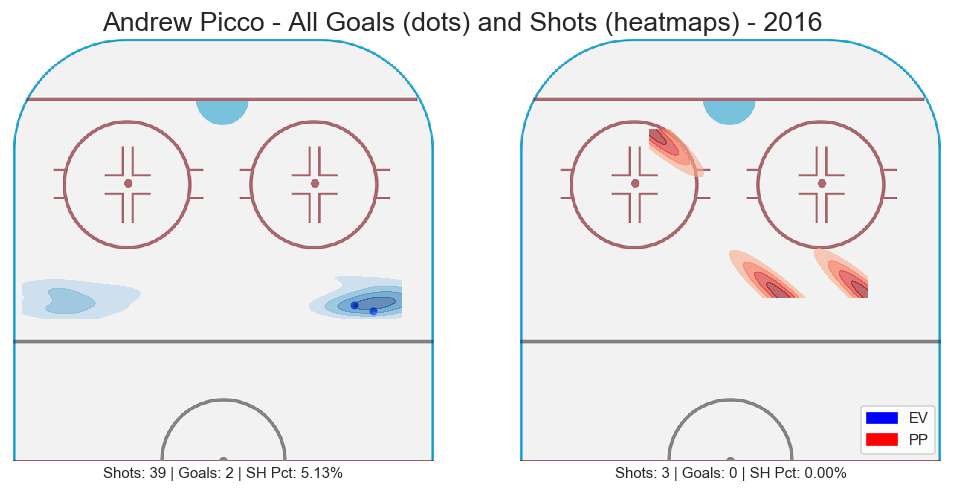 Andrew Picco - All Goals (dots) and Shots (heatmaps) - 2016
EV
PP
Shots: 39 | Goals: 2 | SH Pct: 5.13%
Shots: 3 | Goals: 0 | SH Pct: 0.00%